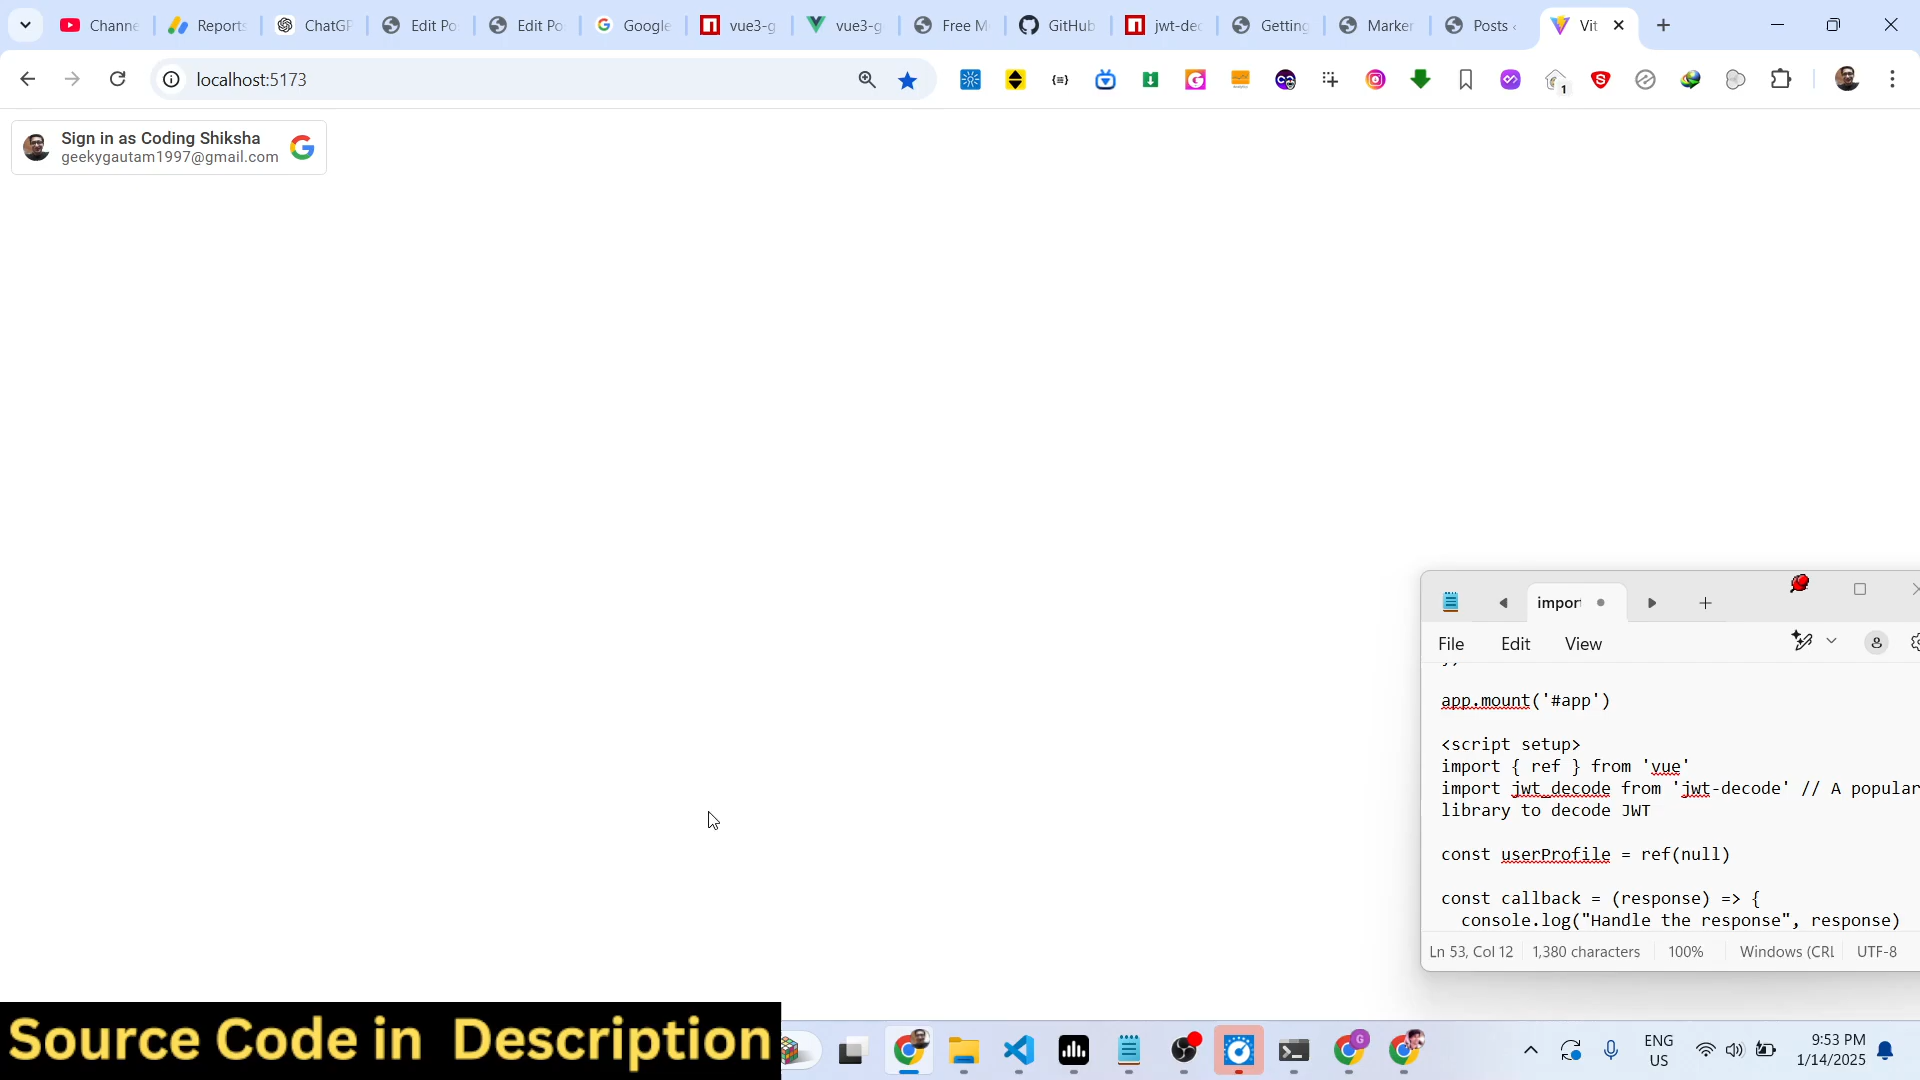 Channe
Reports
ChatGP
Edit Po
Edit Po
Google
vue3-g
vue3-g
Free M
GitHub
jwt-dec
Getting
Marker
Posts
Vit
localhost:5173
Sign in as Coding Shiksha
geekygautam1997@gmail.com
1
import
File Edit View
app.mount('#app')
<script setup>
import { ref } from 'vue'
import jwt_decode from 'jwt-decode' // A popular
library to decode JWT
const userProfile = ref(null)
const callback = (response) => {
console.log("Handle the response", response)
Ln 53, Col 12 1,380 characters 100% Windows (CRL UTF-8
Source Code in Description
G
ENG
US
9:53 PM
1/14/2025